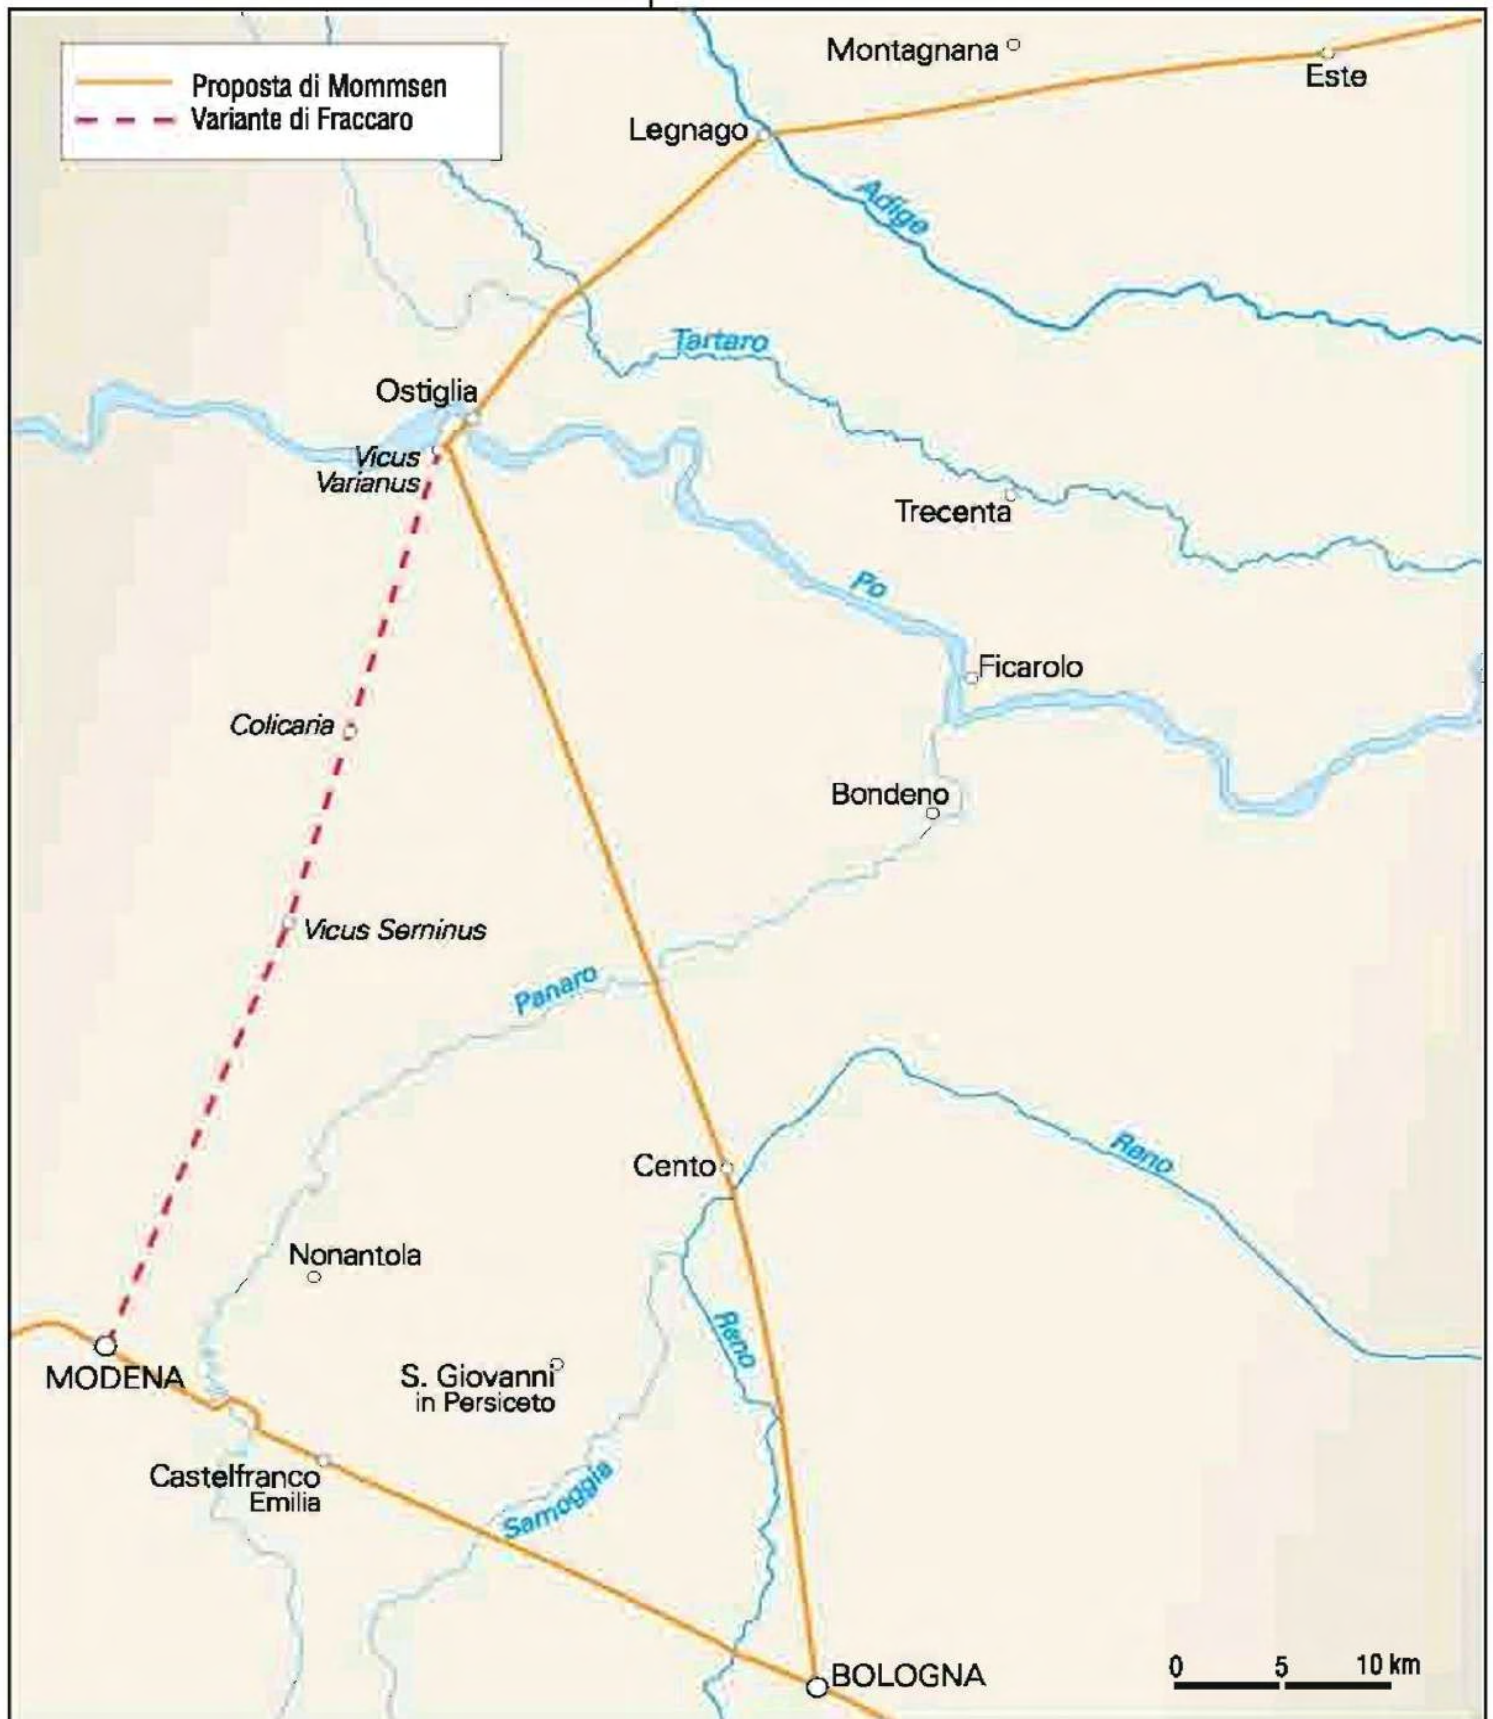 Proposta di Mommsen
Variante di Fraccaro
Montagnana
Este
Legnago
Adige
Tartaro
Ostiglia
Vicus
Varianus
Trecenta
Po
Ficarolo
Colicaria
Bondeno
Vicus Serninus
Panaro
Cento
Reno
Nonantola
Reno
MODENA
S. Giovanni
in Persiceto
Castelfranco
Emilia
Samoggia
BOLOGNA
0 5 10 km